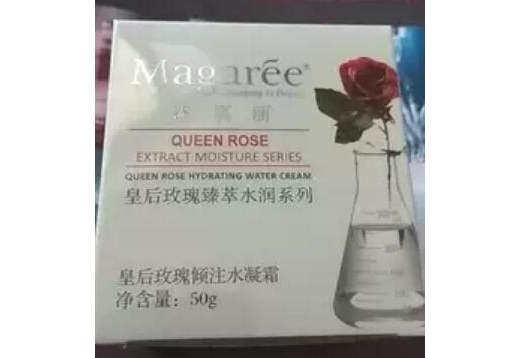 Magarée®
QUEEN ROSE
EXTRACT MOISTURE SERIES
QUEEN ROSE HYDRATING WATER CREAM
皇后玫瑰臻萃水润系列
皇后玫瑰倾注水凝霜
净含量：50g